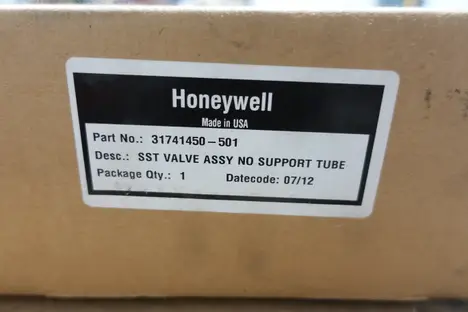 Honeywell
Made in USA
Part No.: 31741450-501
Desc.: SST VALVE ASSY NO SUPPORT TUBE
Package Qty.: 1 Datecode: 07/12